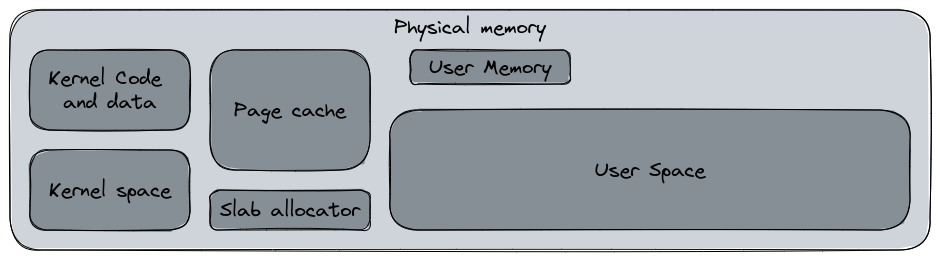 Physical memory
Kernel Code
and data
Page cache
User Memory
Kernel space
Slab allocator
User Space